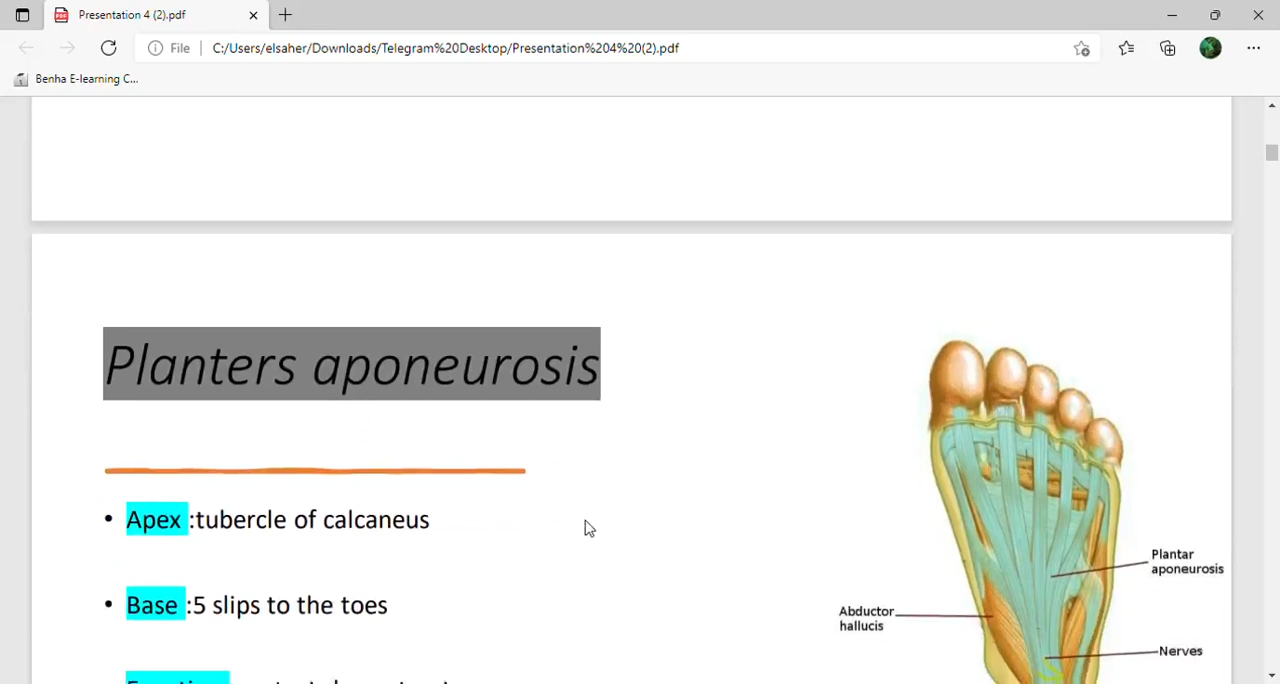 Presentation 4 (2).pdf
File
C:/Users/elsaher/Downloads/Telegram%20Desktop/Presentation%204%20(2).pdf
Benha E-learning C...
Planters aponeurosis
• Apex :tubercle of calcaneus
• Base :5 slips to the toes
Plantar
aponeurosis
Abductor
hallucis
Nerves